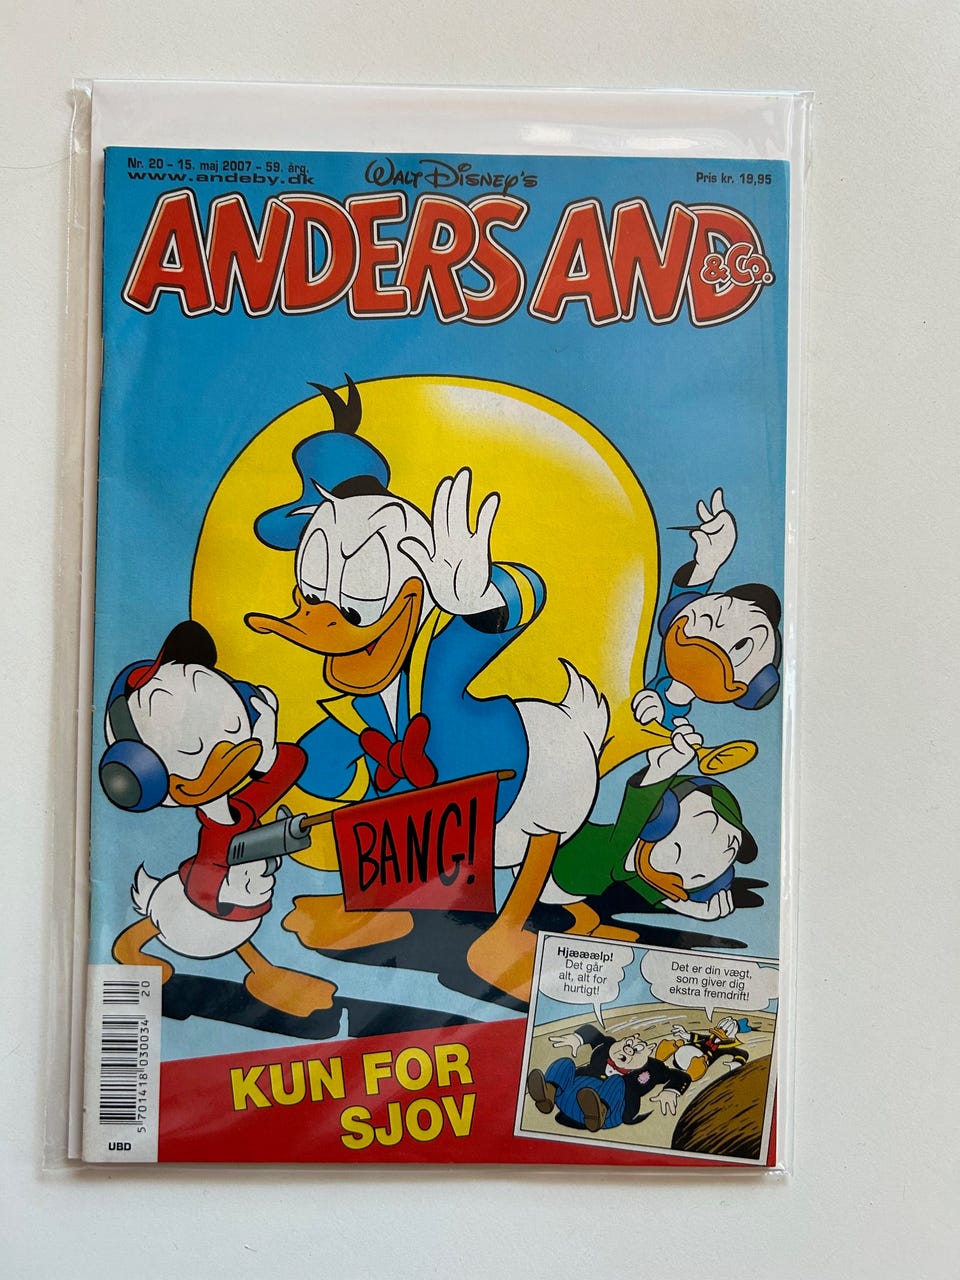 Nr. 20 - 15. maj 2007 - 59. årg.
www.andeby.dk
WALT DISNEY'S
Pris kr. 19,95
ANDERS AND
& Co.
BANG!
Hjææælp!
Det går
alt, alt for
hurtigt!
Det er din vægt,
som giver dig
ekstra fremdrift!
KUN FOR
SJOV
20
5 701418 030034
UBD